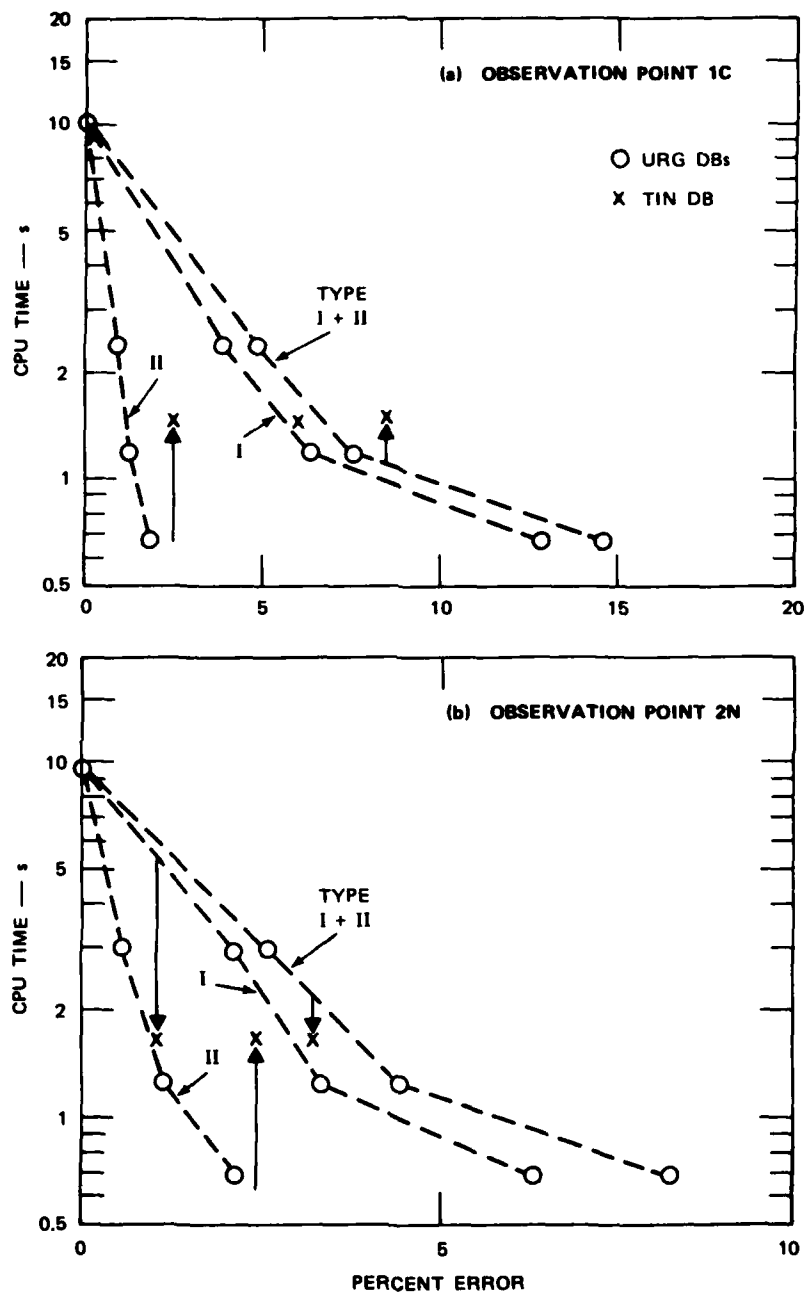 20
15
10
5
2
1
0.5
CPU TIME — s
(a) OBSERVATION POINT 1C
O URG DBs
X TIN DB
TYPE
I + II
II
I
0 5 10 15 20
20
15
10
5
2
1
0.5
CPU TIME — s
(b) OBSERVATION POINT 2N
TYPE
I + II
I
II
0 5 10
PERCENT ERROR